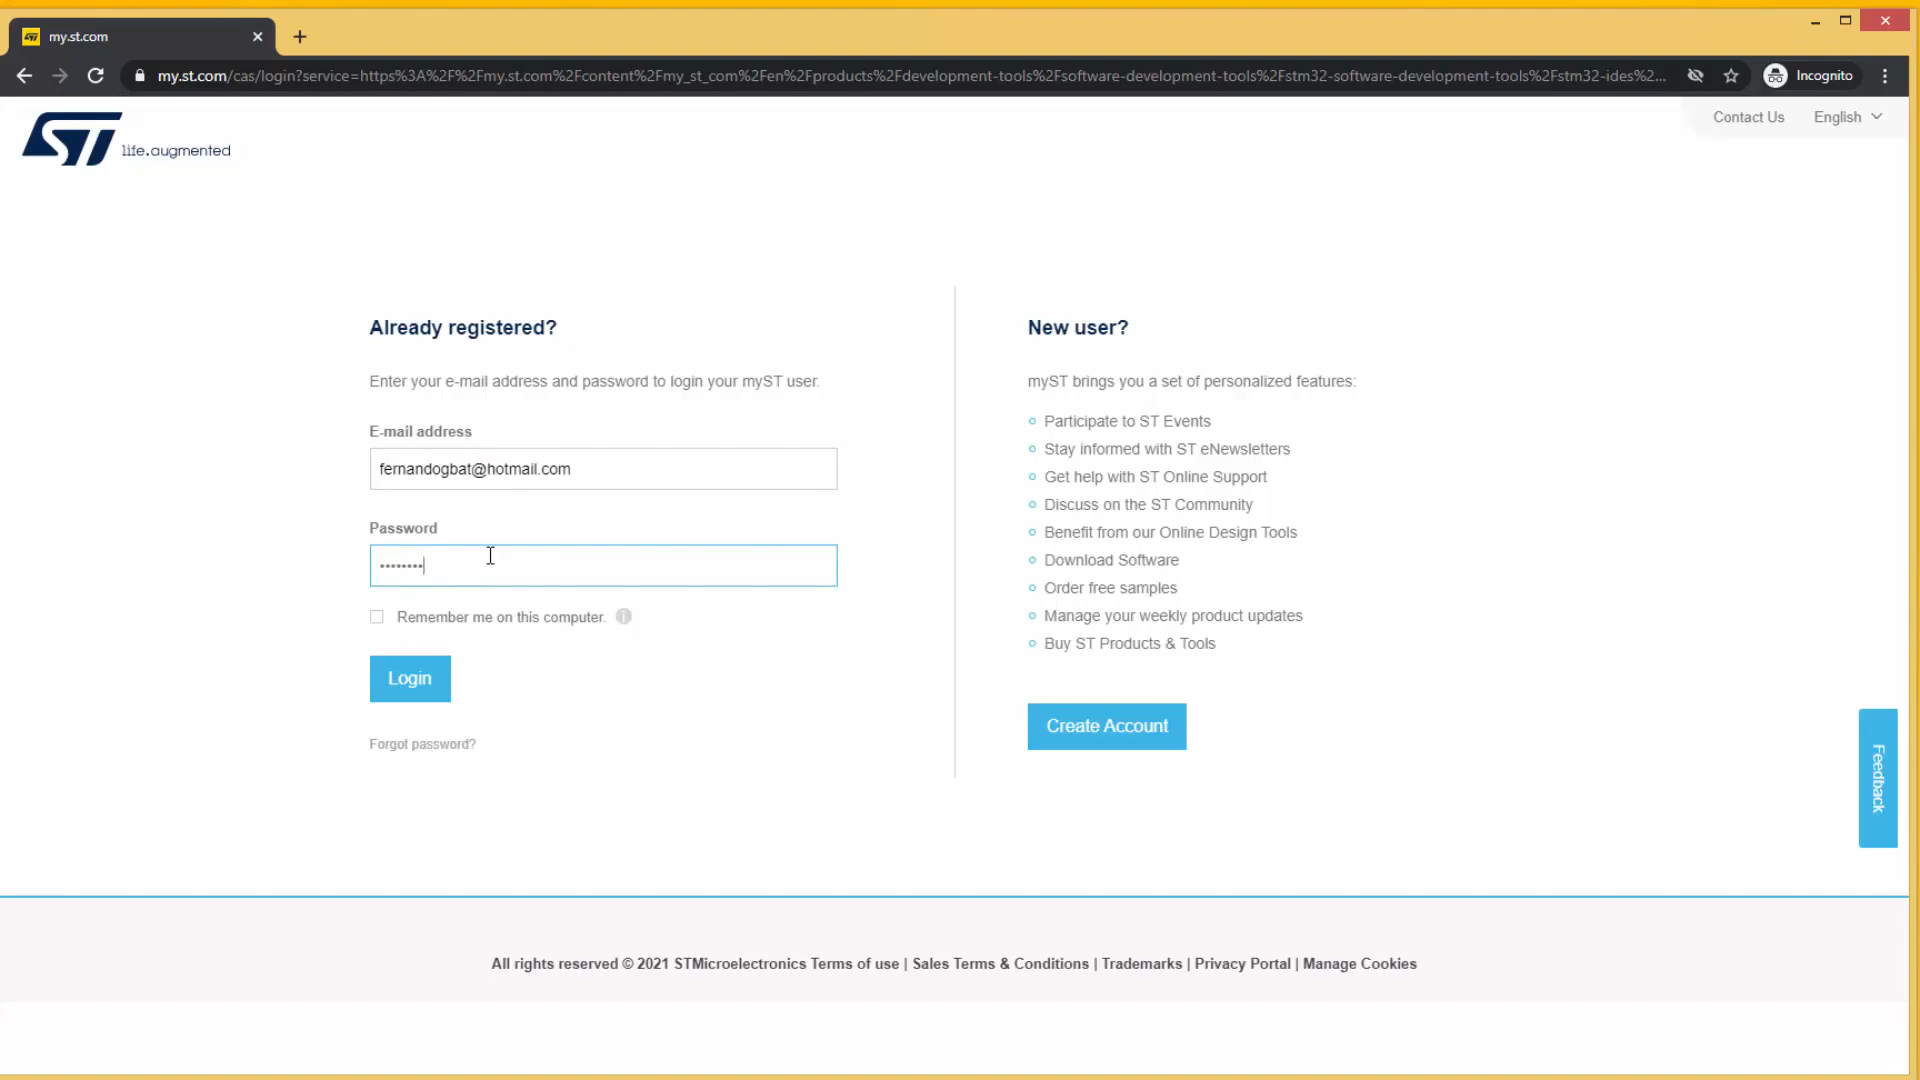 my.st.com
my.st.com/cas/login?service=https%3A%2F%2Fmy.st.com%2Fcontent%2Fmy_st_com%2Fen%2Fproducts%2Fdevelopment-tools%2Fsoftware-development-tools%2Fstm32-software-development-tools%2Fstm32-ides%2...
Incognito
Contact Us
English
ST life.augmented
Already registered?
Enter your e-mail address and password to login your myST user.
E-mail address
fernandogbat@hotmail.com
Password
••••••••
Remember me on this computer.
Login
Forgot password?
New user?
myST brings you a set of personalized features:
Participate to ST Events
Stay informed with ST eNewsletters
Get help with ST Online Support
Discuss on the ST Community
Benefit from our Online Design Tools
Download Software
Order free samples
Manage your weekly product updates
Buy ST Products & Tools
Create Account
Feedback
All rights reserved © 2021 STMicroelectronics Terms of use | Sales Terms & Conditions | Trademarks | Privacy Portal | Manage Cookies